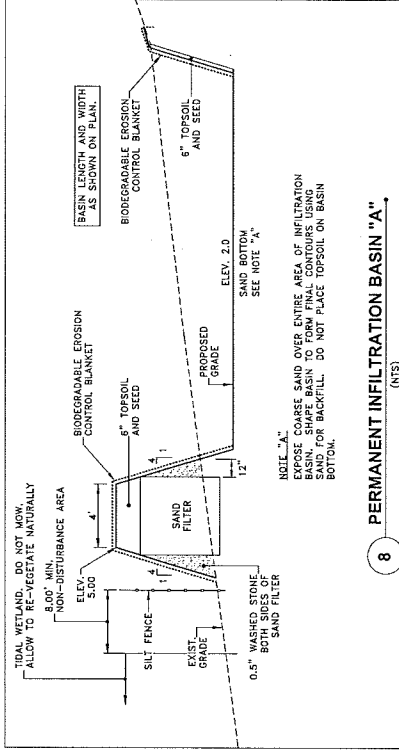 TIDAL WETLAND. DO NOT MOW.
ALLOW TO RE-VEGETATE NATURALLY
8.00' MIN.
NON-DISTURBANCE AREA
ELEV.
5.00
4'
BIODEGRADABLE EROSION
CONTROL BLANKET
6" TOPSOIL
AND SEED
BASIN LENGTH AND WIDTH
AS SHOWN ON PLAN.
BIODEGRADABLE EROSION
CONTROL BLANKET
6" TOPSOIL
AND SEED
SILT FENCE
4
1
SAND
FILTER
4
1
PROPOSED
GRADE
ELEV. 2.0
SAND BOTTOM
SEE NOTE "A"
EXIST.
GRADE
12"
0.5" WASHED STONE
BOTH SIDES OF
SAND FILTER
NOTE "A"
EXPOSE COARSE SAND OVER ENTIRE AREA OF INFILTRATION
BASIN. SHAPE BASIN TO FORM FINAL CONTOURS USING
SAND FOR BACKFILL. DO NOT PLACE TOPSOIL ON BASIN
BOTTOM.
8
PERMANENT INFILTRATION BASIN "A"
(NTS)